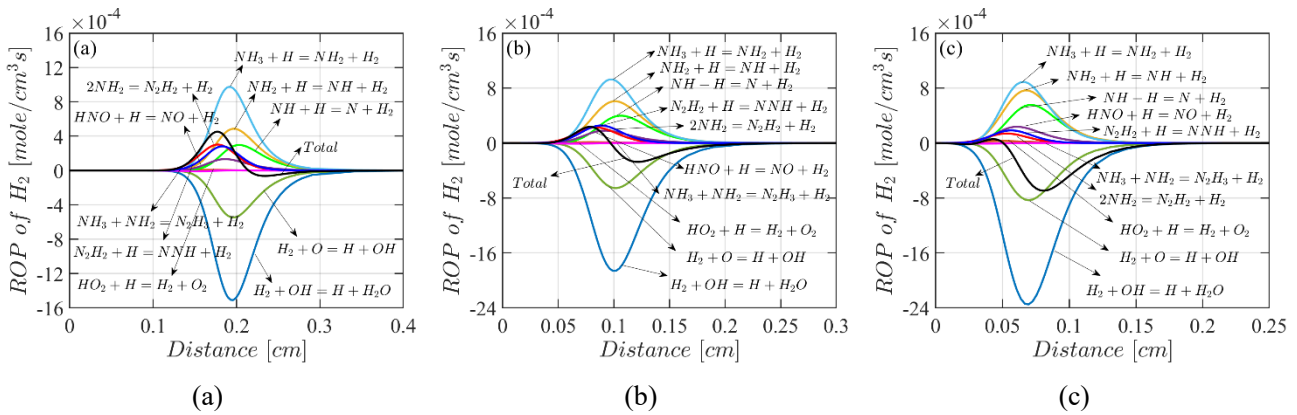 ×10⁻⁴
(a)
16
12
8
4
0
-4
-8
-12
-16
ROP of H₂ [mole/cm³s]
NH₃ + H = NH₂ + H₂
2NH₂ = N₂H₂ + H₂
NH₂ + H = NH + H₂
HNO + H = NO + H₂
NH + H = N + H₂
Total
NH₃ + NH₂ = N₂H₃ + H₂
N₂H₂ + H = NNH + H₂
H₂ + O = H + OH
HO₂ + H = H₂ + O₂
H₂ + OH = H + H₂O
0 0.1 0.2 0.3 0.4
Distance [cm]
(a)
×10⁻⁴
(b)
16
8
0
-8
-16
-24
ROP of H₂ [mole/cm³s]
NH₃ + H = NH₂ + H₂
NH₂ + H = NH + H₂
NH − H = N + H₂
N₂H₂ + H = NNH + H₂
2NH₂ = N₂H₂ + H₂
HNO + H = NO + H₂
Total
NH₃ + NH₂ = N₂H₃ + H₂
HO₂ + H = H₂ + O₂
H₂ + O = H + OH
H₂ + OH = H + H₂O
0 0.05 0.1 0.15 0.2 0.25 0.3
Distance [cm]
(b)
×10⁻⁴
(c)
16
8
0
-8
-16
-24
ROP of H₂ [mole/cm³s]
NH₃ + H = NH₂ + H₂
NH₂ + H = NH + H₂
NH − H = N + H₂
HNO + H = NO + H₂
N₂H₂ + H = NNH + H₂
NH₃ + NH₂ = N₂H₃ + H₂
Total
2NH₂ = N₂H₂ + H₂
HO₂ + H = H₂ + O₂
H₂ + O = H + OH
H₂ + OH = H + H₂O
0 0.05 0.1 0.15 0.2 0.25
Distance [cm]
(c)